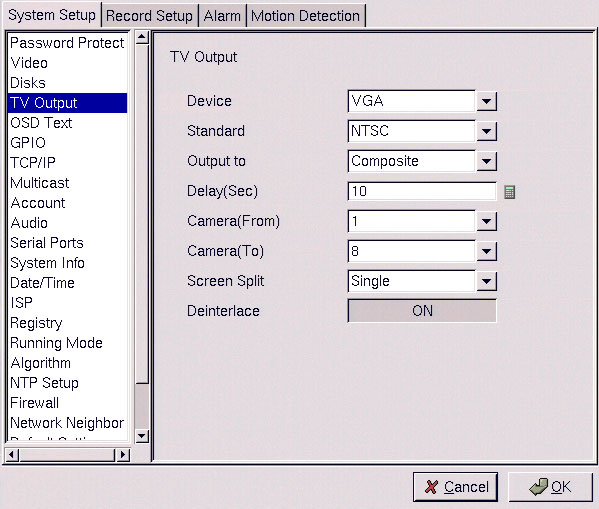 System Setup Record Setup Alarm Motion Detection
Password Protect
Video
Disks
TV Output
OSD Text
GPIO
TCP/IP
Multicast
Account
Audio
Serial Ports
System Info
Date/Time
ISP
Registry
Running Mode
Algorithm
NTP Setup
Firewall
Network Neighbor
TV Output
Device VGA
Standard NTSC
Output to Composite
Delay(Sec) 10
Camera(From) 1
Camera(To) 8
Screen Split Single
Deinterlace ON
Cancel OK